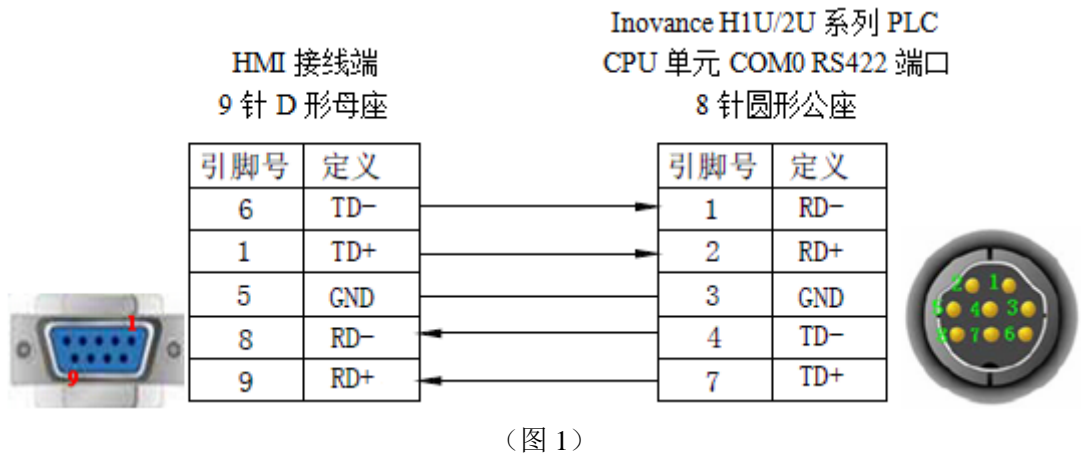 Inovance H1U/2U 系列 PLC
HMI 接线端
CPU 单元 COM0 RS422 端口
9 针 D 形母座
8 针圆形公座
引脚号 定义
引脚号 定义
6 TD-
1 RD-
1 TD+
2 RD+
5 GND
3 GND
8 RD-
4 TD-
9 RD+
7 TD+
1
9
2 1
5 4 3
8 7 6
（图 1）